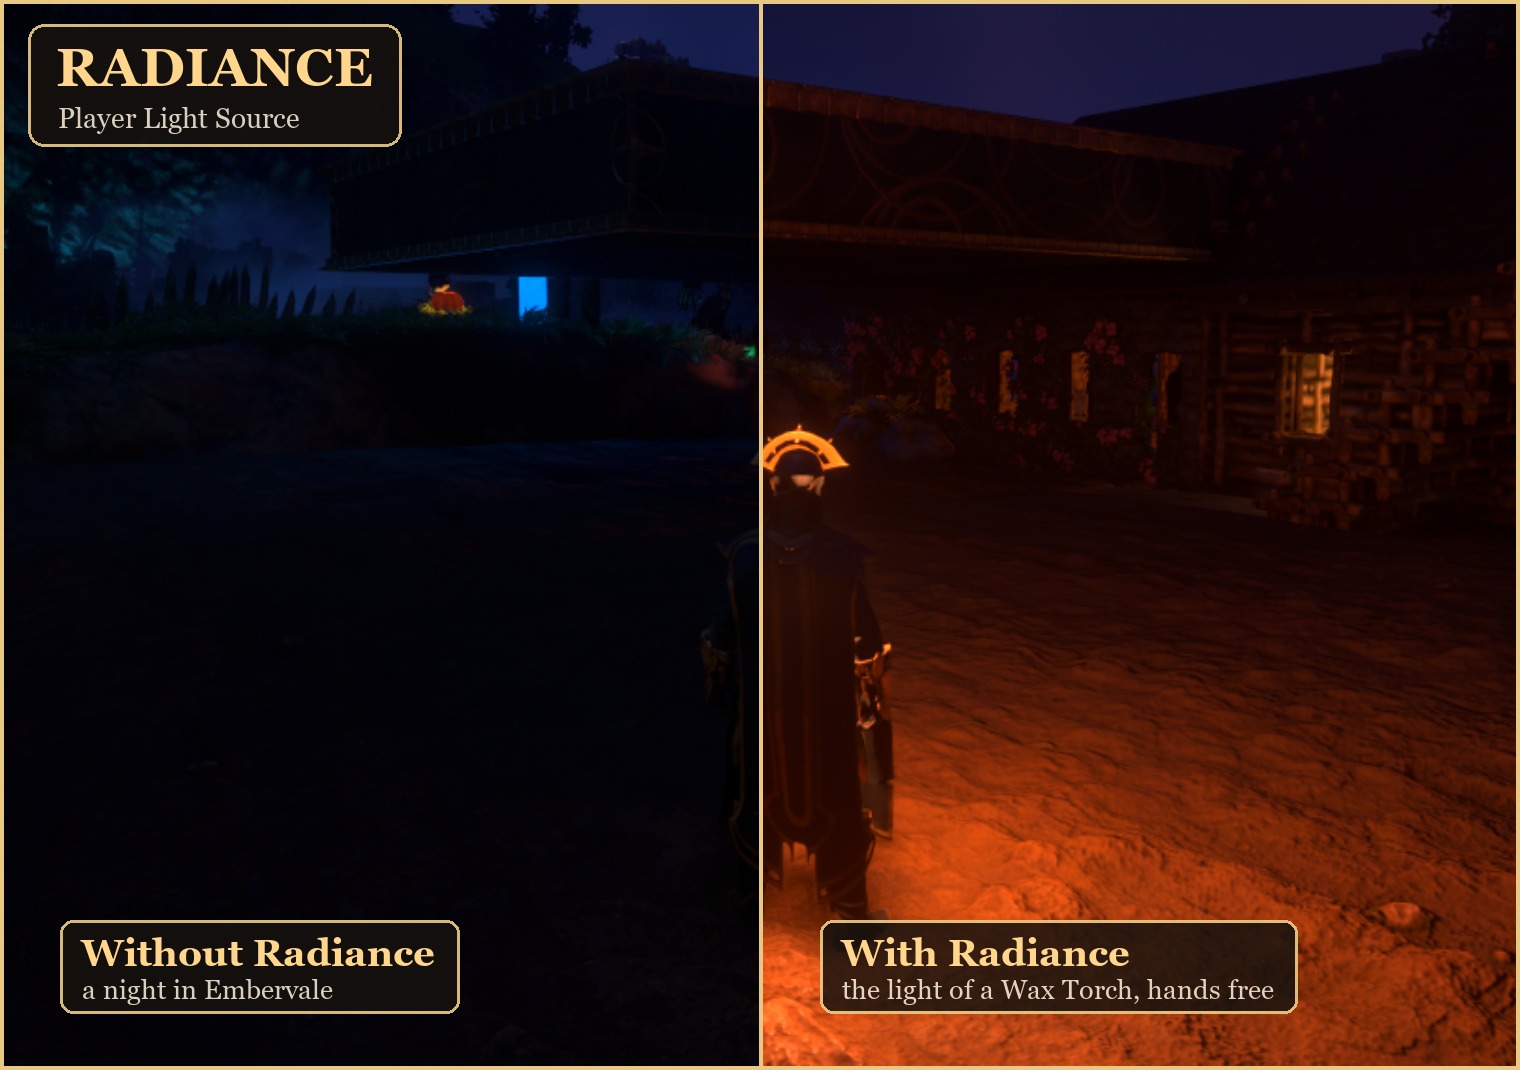 RADIANCE
Player Light Source
Without Radiance
a night in Embervale
With Radiance
the light of a Wax Torch, hands free